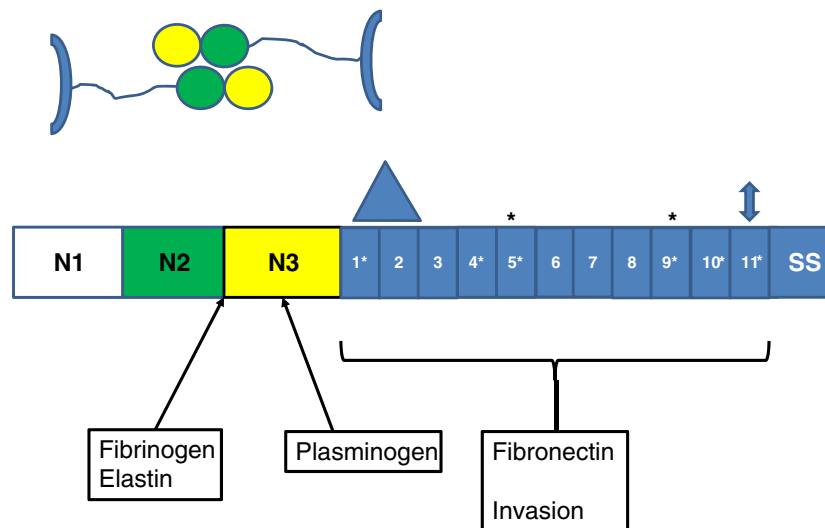 * *
N1 N2 N3 1* 2 3 4* 5* 6 7 8 9* 10* 11* SS
Fibrinogen
Elastin
Plasminogen
Fibronectin
Invasion